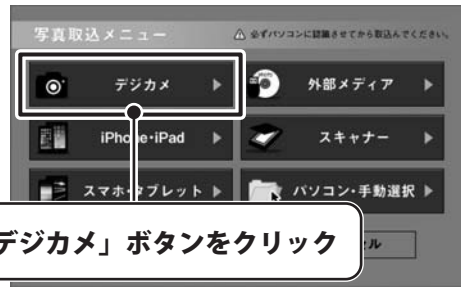 写真取込メニュー
⚠ 必ずパソコンに認識させてから取込んでください。
デジカメ
外部メディア
iPhone・iPad
スキャナー
スマホ・タブレット
パソコン・手動選択
デジカメ」ボタンをクリック
ル